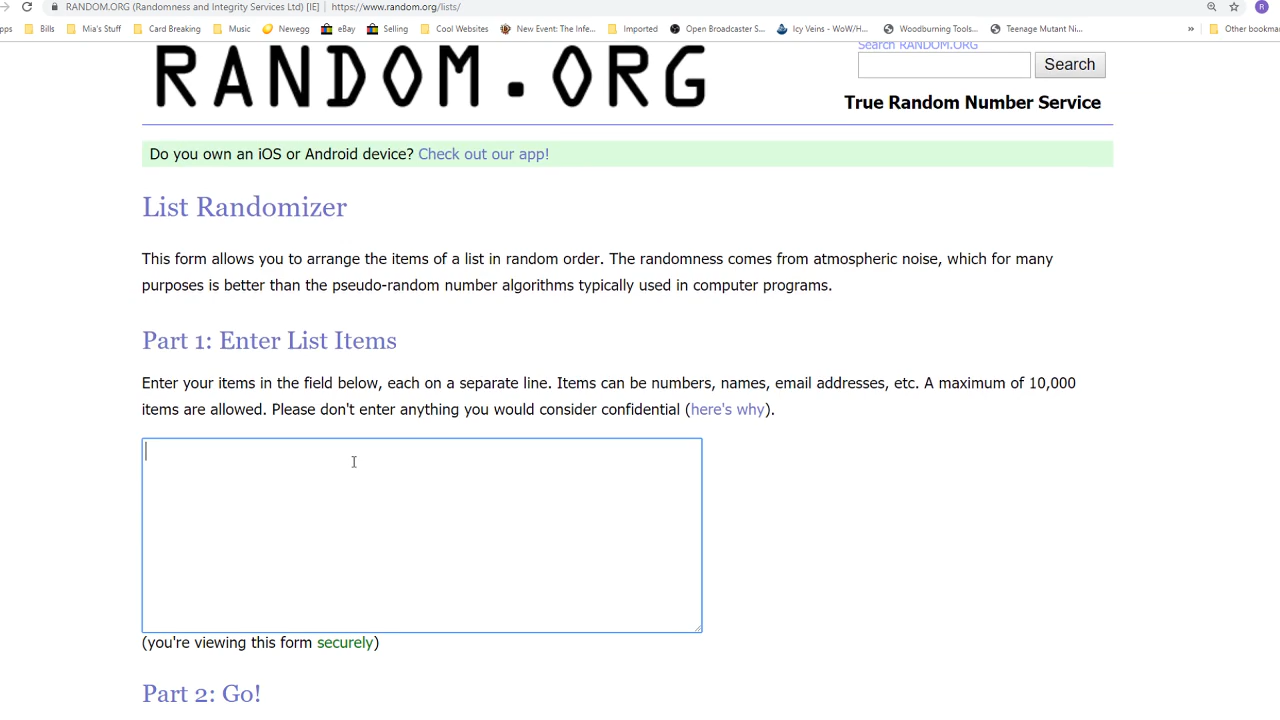 RANDOM.ORG (Randomness and Integrity Services Ltd) [IE] | https://www.random.org/lists/
R
pps Bills Mia's Stuff Card Breaking Music Newegg eBay Selling Cool Websites New Event: The Infe... Imported Open Broadcaster S... Icy Veins - WoW/H... Woodburning Tools... Teenage Mutant Ni... » Other bookma
RANDOM.ORG
Search RANDOM.ORG
Search
True Random Number Service
Do you own an iOS or Android device? Check out our app!
List Randomizer
This form allows you to arrange the items of a list in random order. The randomness comes from atmospheric noise, which for many
purposes is better than the pseudo-random number algorithms typically used in computer programs.
Part 1: Enter List Items
Enter your items in the field below, each on a separate line. Items can be numbers, names, email addresses, etc. A maximum of 10,000
items are allowed. Please don't enter anything you would consider confidential (here's why).
(you're viewing this form securely)
Part 2: Go!